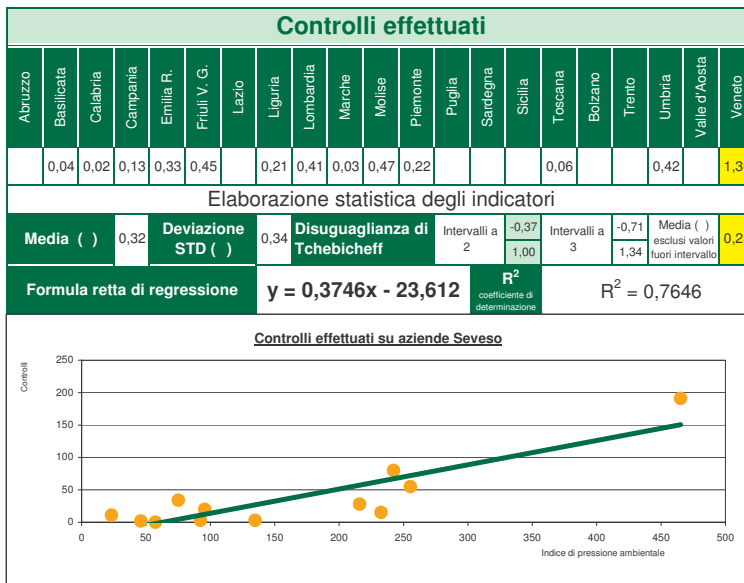 Controlli effettuati
Abruzzo Basilicata Calabria Campania Emilia R. Friuli V. G. Lazio Liguria Lombardia Marche Molise Piemonte Puglia Sardegna Sicilia Toscana Bolzano Trento Umbria Valle d'Aosta Veneto
0,04 0,02 0,13 0,33 0,45 0,21 0,41 0,03 0,47 0,22 0,06 0,42 1,3
Elaborazione statistica degli indicatori
Media ( ) 0,32 Deviazione STD ( ) 0,34 Disuguaglianza di Tchebicheff Intervalli a 2 -0,37 1,00 Intervalli a 3 -0,71 1,34 Media ( ) esclusi valori fuori intervallo 0,2
Formula retta di regressione y = 0,3746x - 23,612 R² coefficiente di determinazione R² = 0,7646
Controlli effettuati su aziende Seveso
Controlli
250
200
150
100
50
0
0 50 100 150 200 250 300 350 400 450 500
Indice di pressione ambientale